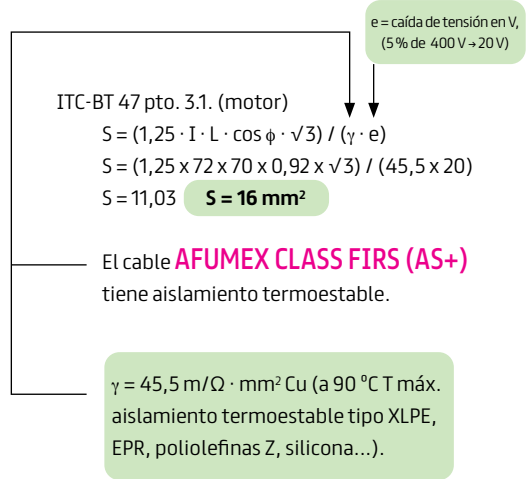 e = caída de tensión en V,
(5 % de 400 V → 20 V)
ITC-BT 47 pto. 3.1. (motor)
S = (1,25 · I · L · cos ϕ · √3) / (γ · e)
S = (1,25 x 72 x 70 x 0,92 x √3) / (45,5 x 20)
S = 11,03 S = 16 mm²
El cable AFUMEX CLASS FIRS (AS+)
tiene aislamiento termoestable.
γ = 45,5 m/Ω · mm² Cu (a 90 ºC T máx.
aislamiento termoestable tipo XLPE,
EPR, poliolefinas Z, silicona...).